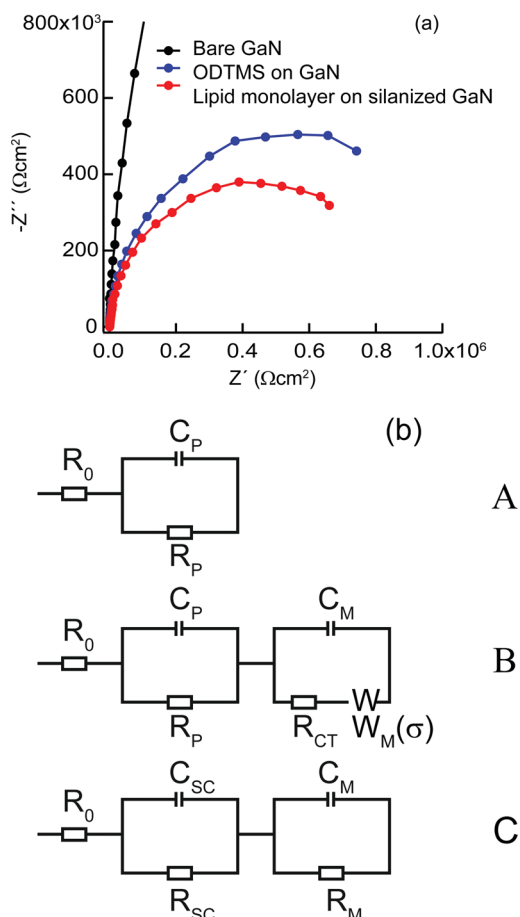 800x10³
(a)
Bare GaN
ODTMS on GaN
Lipid monolayer on silanized GaN
600
400
200
0
-Z´´ (Ωcm²)
0.0
0.2
0.4
0.6
0.8
1.0x10⁶
Z´ (Ωcm²)
(b)
C_P
R_0
A
R_P
C_P
C_M
R_0
B
R_P
R_CT
W
W_M(σ)
C_SC
C_M
R_0
C
R_SC
R_M